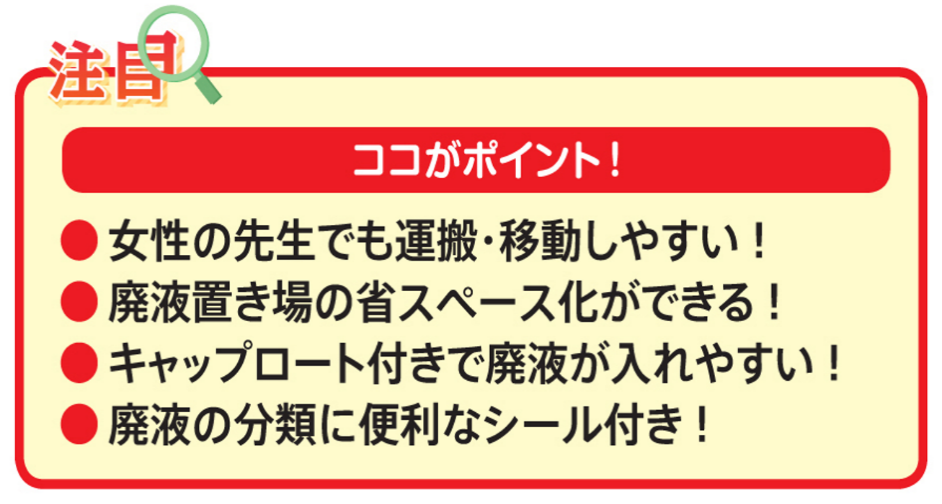 注目
ココがポイント!
●女性の先生でも運搬・移動しやすい!
●廃液置き場の省スペース化ができる!
●キャップロート付きで廃液が入れやすい!
●廃液の分類に便利なシール付き!